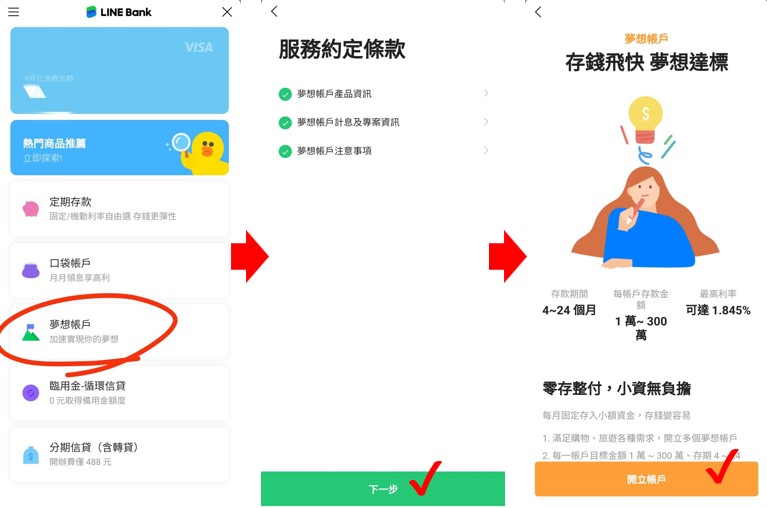 LINE Bank
VISA
9月已消費金額
熱門商品推薦
立即探索!
定期存款
固定/機動利率自由選 存錢更彈性
口袋帳戶
月月領息享高利
夢想帳戶
加速實現你的夢想
臨用金-循環信貸
0 元取得備用金額度
分期信貸（含轉貸）
開辦費僅 488 元
服務約定條款
夢想帳戶產品資訊
夢想帳戶計息及專案資訊
夢想帳戶注意事項
下一步
夢想帳戶
存錢飛快 夢想達標
存款期間
4~24 個月
每帳戶存款金
額
1 萬~ 300
萬
最高利率
可達 1.845%
零存整付，小資無負擔
每月固定存入小額資金，存錢變容易
1. 滿足購物、旅遊各種需求，開立多個夢想帳戶
2. 每一帳戶目標金額 1 萬 ~ 300 萬、存期 4 ~ 24
開立帳戶